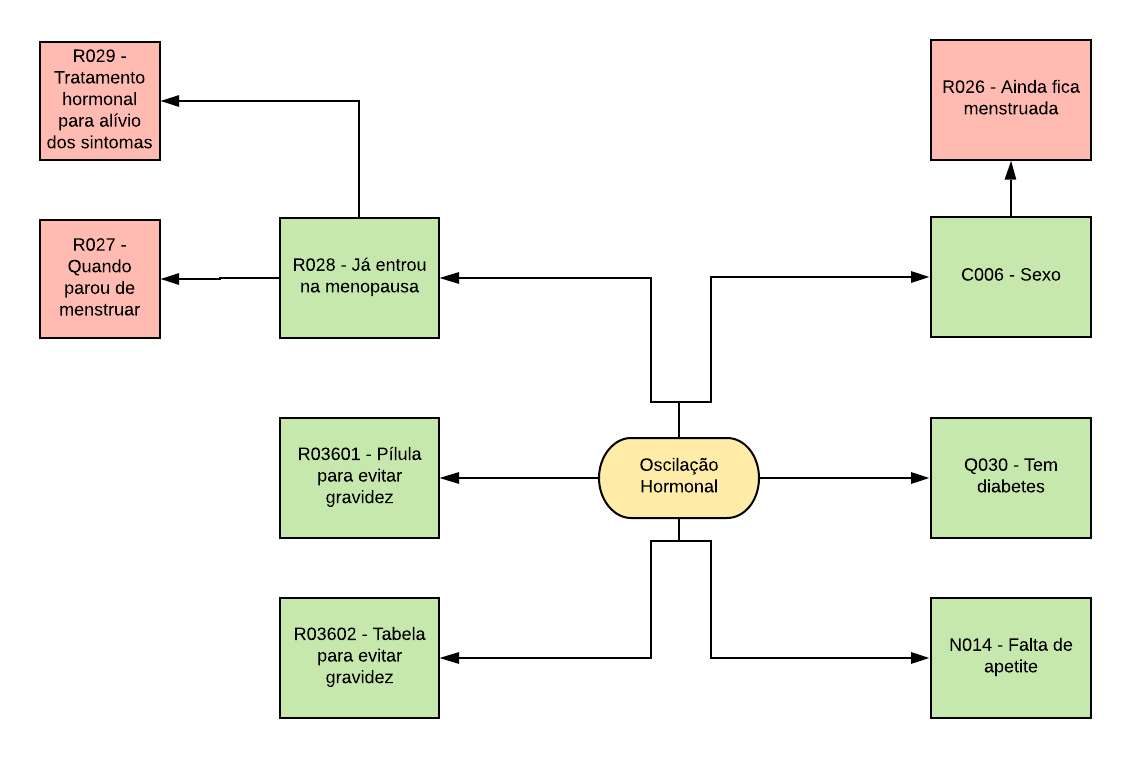 R029 -
Tratamento
hormonal
para alívio
dos sintomas
R026 - Ainda fica
menstruada
R027 -
Quando
parou de
menstruar
R028 - Já entrou
na menopausa
C006 - Sexo
R03601 - Pílula
para evitar
gravidez
Oscilação
Hormonal
Q030 - Tem
diabetes
R03602 - Tabela
para evitar
gravidez
N014 - Falta de
apetite